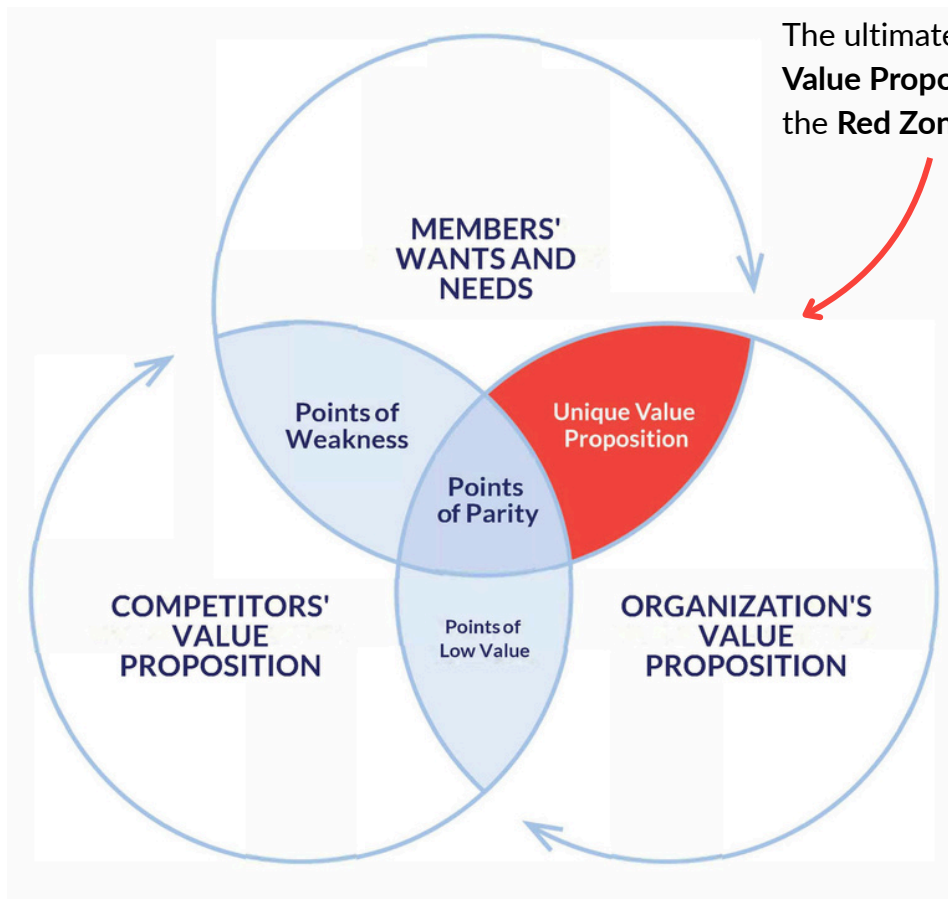 The ultimate
Value Propo
the Red Zon
MEMBERS'
WANTS AND
NEEDS
Points of
Weakness
Unique Value
Proposition
Points
of Parity
COMPETITORS'
VALUE
PROPOSITION
Points of
Low Value
ORGANIZATION'S
VALUE
PROPOSITION